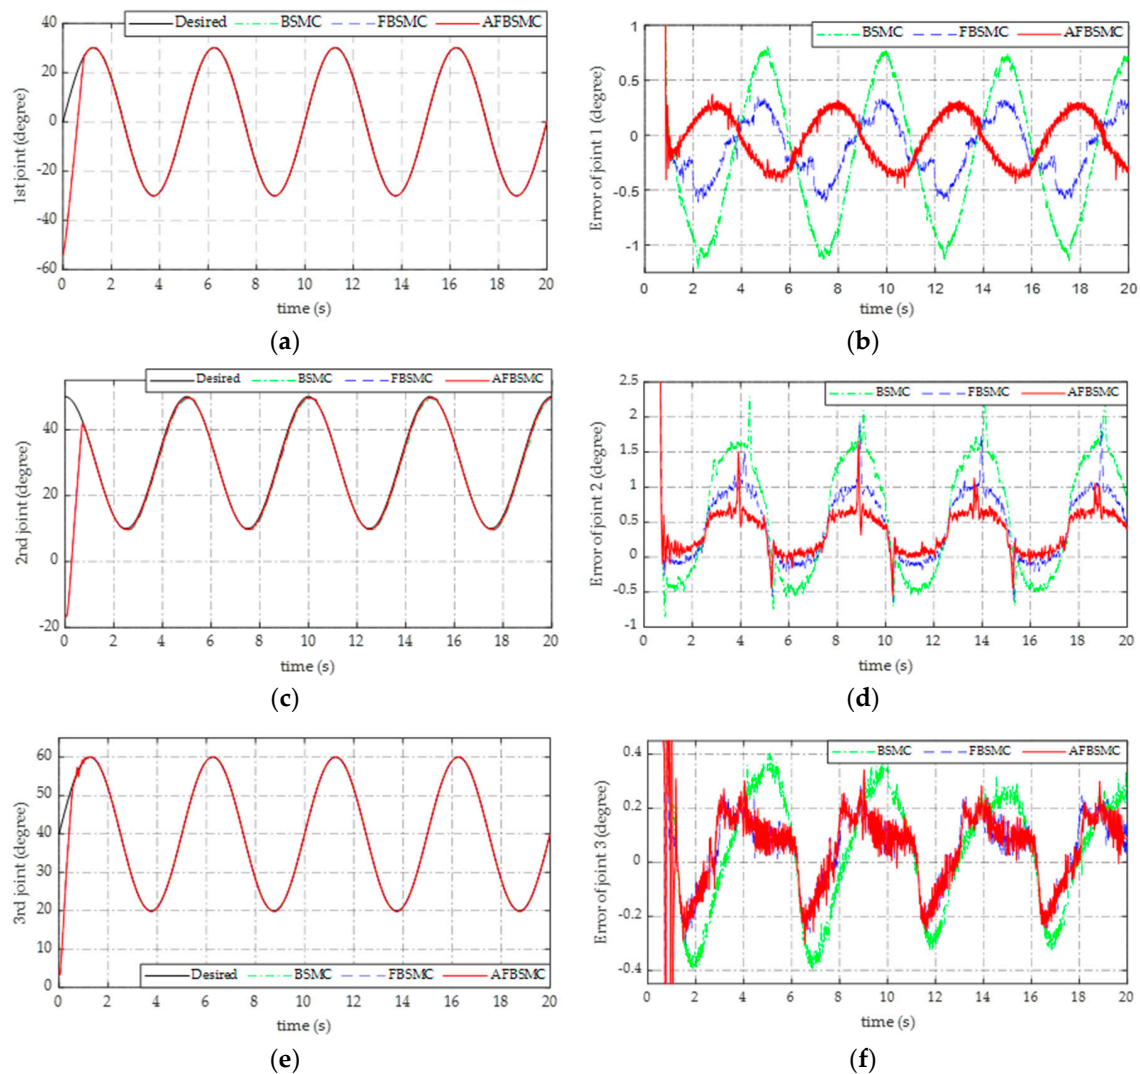 Desired BSMC FBSMC AFBSMC
40
20
0
-20
-40
-60
1st joint (degree)
0 2 4 6 8 10 12 14 16 18 20
time (s)
(a)
BSMC FBSMC AFBSMC
1
0.5
0
-0.5
-1
Error of joint 1 (degree)
0 2 4 6 8 10 12 14 16 18 20
time (s)
(b)
Desired BSMC FBSMC AFBSMC
40
20
0
-20
2nd joint (degree)
0 2 4 6 8 10 12 14 16 18 20
time (s)
(c)
BSMC FBSMC AFBSMC
2.5
2
1.5
1
0.5
0
-0.5
-1
Error of joint 2 (degree)
0 2 4 6 8 10 12 14 16 18 20
time (s)
(d)
60
50
40
30
20
10
0
3rd joint (degree)
Desired BSMC FBSMC AFBSMC
0 2 4 6 8 10 12 14 16 18 20
time (s)
(e)
BSMC FBSMC AFBSMC
0.4
0.2
0
-0.2
-0.4
Error of joint 3 (degree)
0 2 4 6 8 10 12 14 16 18 20
time (s)
(f)